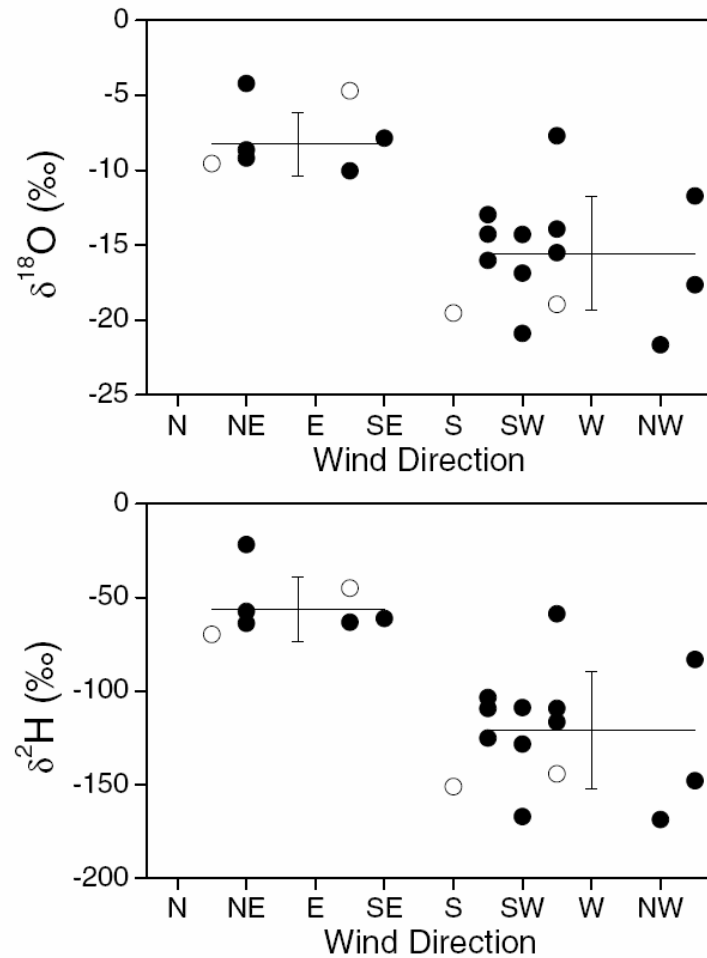 0
-5
-10
-15
-20
-25
δ¹⁸O (‰)
N NE E SE S SW W NW
Wind Direction
0
-50
-100
-150
-200
δ²H (‰)
N NE E SE S SW W NW
Wind Direction